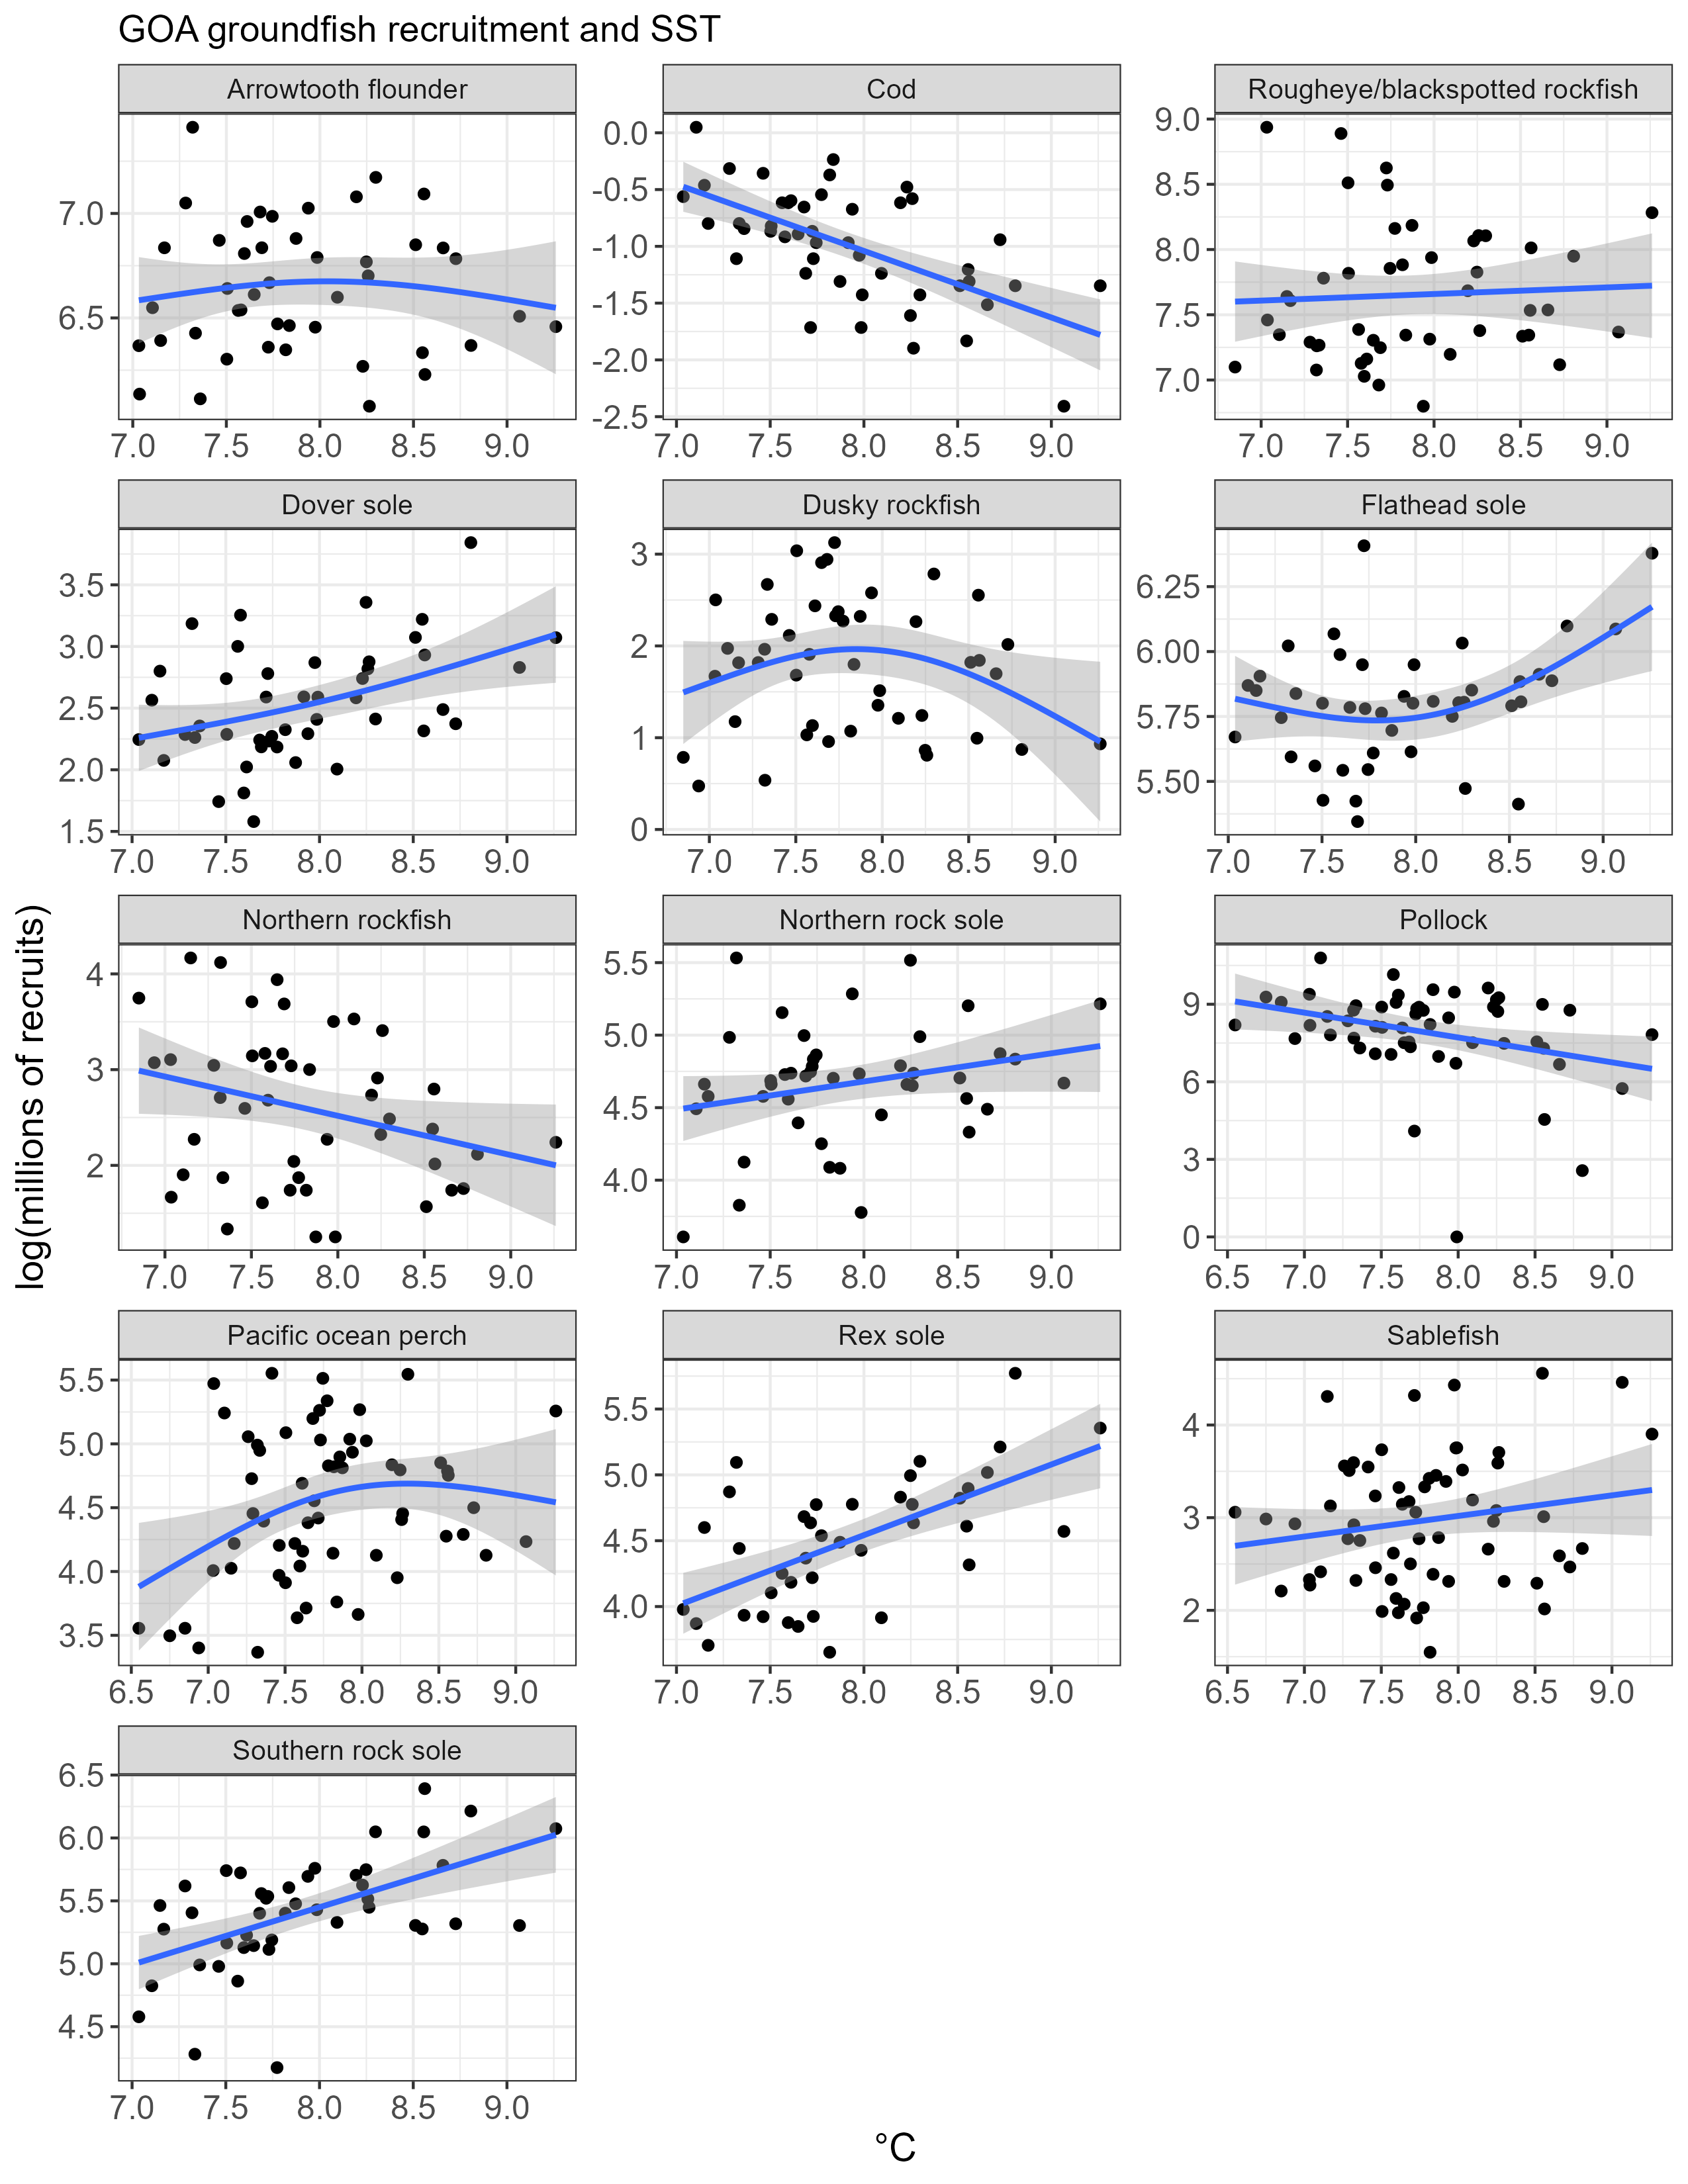 GOA groundfish recruitment and SST
Arrowtooth flounder
Cod
Rougheye/blackspotted rockfish
7.0
6.5
0.0
-0.5
-1.0
-1.5
-2.0
-2.5
9.0
8.5
8.0
7.5
7.0
7.0 7.5 8.0 8.5 9.0
7.0 7.5 8.0 8.5 9.0
7.0 7.5 8.0 8.5 9.0
Dover sole
Dusky rockfish
Flathead sole
3.5
3.0
2.5
2.0
1.5
3
2
1
0
6.25
6.00
5.75
5.50
7.0 7.5 8.0 8.5 9.0
7.0 7.5 8.0 8.5 9.0
7.0 7.5 8.0 8.5 9.0
log(millions of recruits)
Northern rockfish
Northern rock sole
Pollock
4
3
2
5.5
5.0
4.5
4.0
9
6
3
0
7.0 7.5 8.0 8.5 9.0
7.0 7.5 8.0 8.5 9.0
6.5 7.0 7.5 8.0 8.5 9.0
Pacific ocean perch
Rex sole
Sablefish
5.5
5.0
4.5
4.0
3.5
5.5
5.0
4.5
4.0
4
3
2
6.5 7.0 7.5 8.0 8.5 9.0
7.0 7.5 8.0 8.5 9.0
6.5 7.0 7.5 8.0 8.5 9.0
Southern rock sole
6.5
6.0
5.5
5.0
4.5
7.0 7.5 8.0 8.5 9.0
°C